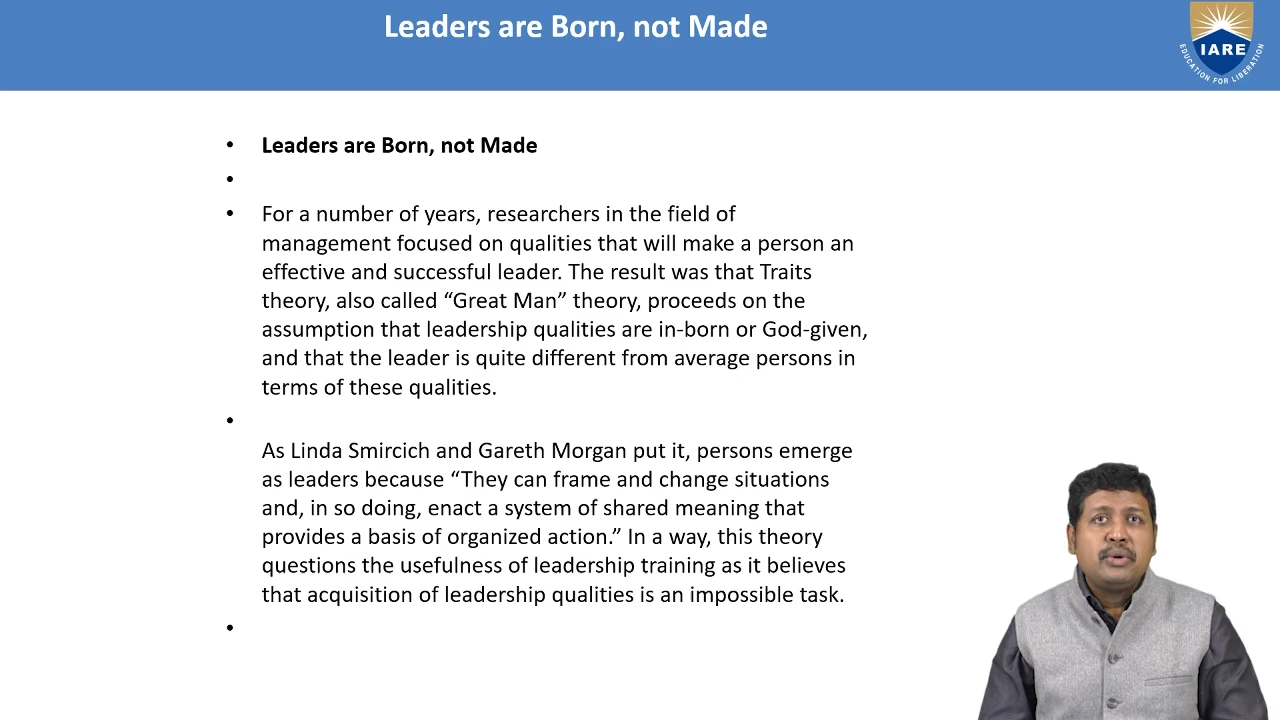 Leaders are Born, not Made
IARE
EDUCATION FOR LIBERATION
• Leaders are Born, not Made
•
• For a number of years, researchers in the field of
management focused on qualities that will make a person an
effective and successful leader. The result was that Traits
theory, also called “Great Man” theory, proceeds on the
assumption that leadership qualities are in-born or God-given,
and that the leader is quite different from average persons in
terms of these qualities.
•
As Linda Smircich and Gareth Morgan put it, persons emerge
as leaders because “They can frame and change situations
and, in so doing, enact a system of shared meaning that
provides a basis of organized action.” In a way, this theory
questions the usefulness of leadership training as it believes
that acquisition of leadership qualities is an impossible task.
•